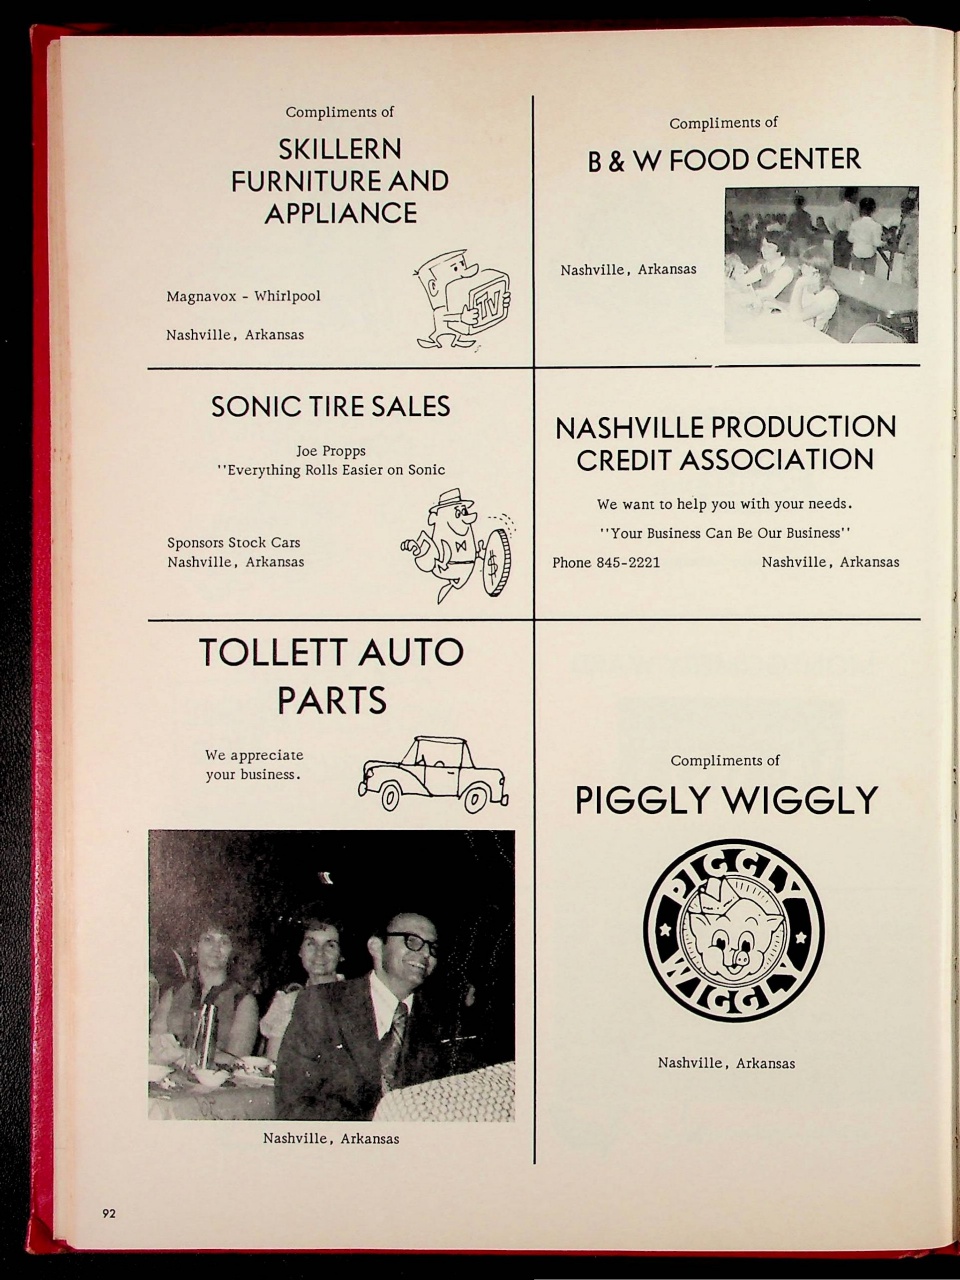 Compliments of
SKILLERN
FURNITURE AND
APPLIANCE
Magnavox - Whirlpool
TV
Nashville, Arkansas
Compliments of
B & W FOOD CENTER
Nashville, Arkansas
SONIC TIRE SALES
Joe Propps
''Everything Rolls Easier on Sonic
Sponsors Stock Cars
Nashville, Arkansas
$
NASHVILLE PRODUCTION
CREDIT ASSOCIATION
We want to help you with your needs.
''Your Business Can Be Our Business''
Phone 845-2221 Nashville, Arkansas
TOLLETT AUTO
PARTS
We appreciate
your business.
Nashville, Arkansas
Compliments of
PIGGLY WIGGLY
PIGGLY
WIGGLY
Nashville, Arkansas
92